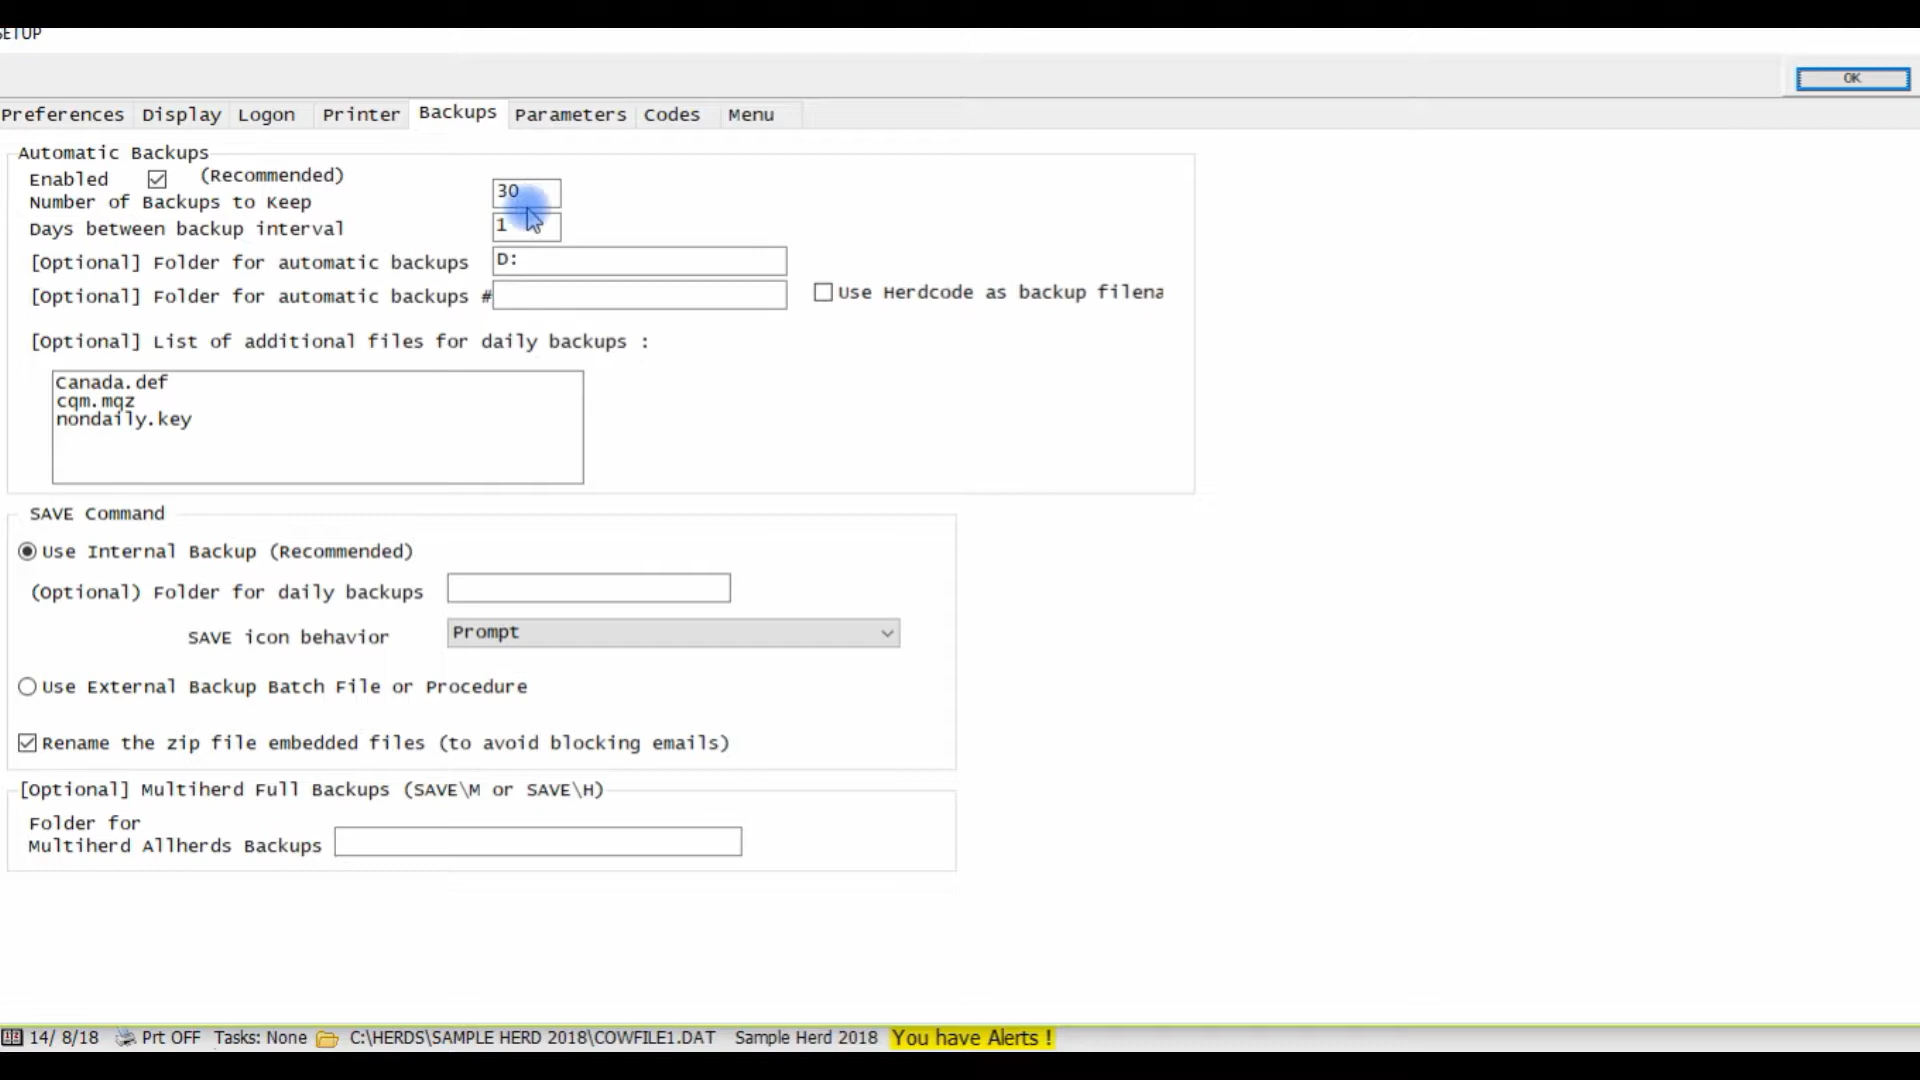 SETUP
OK
Preferences Display Logon Printer Backups Parameters Codes Menu
Automatic Backups
Enabled (Recommended)
Number of Backups to Keep 30
Days between backup interval 1
[Optional] Folder for automatic backups D:
[Optional] Folder for automatic backups # Use Herdcode as backup filena
[Optional] List of additional files for daily backups :
Canada.def
cqm.mqz
nondaily.key
SAVE Command
Use Internal Backup (Recommended)
(Optional) Folder for daily backups
SAVE icon behavior Prompt
Use External Backup Batch File or Procedure
Rename the zip file embedded files (to avoid blocking emails)
[Optional] Multiherd Full Backups (SAVE\M or SAVE\H)
Folder for
Multiherd Allherds Backups
14/ 8/18 Prt OFF Tasks: None C:\HERDS\SAMPLE HERD 2018\COWFILE1.DAT Sample Herd 2018 You have Alerts !